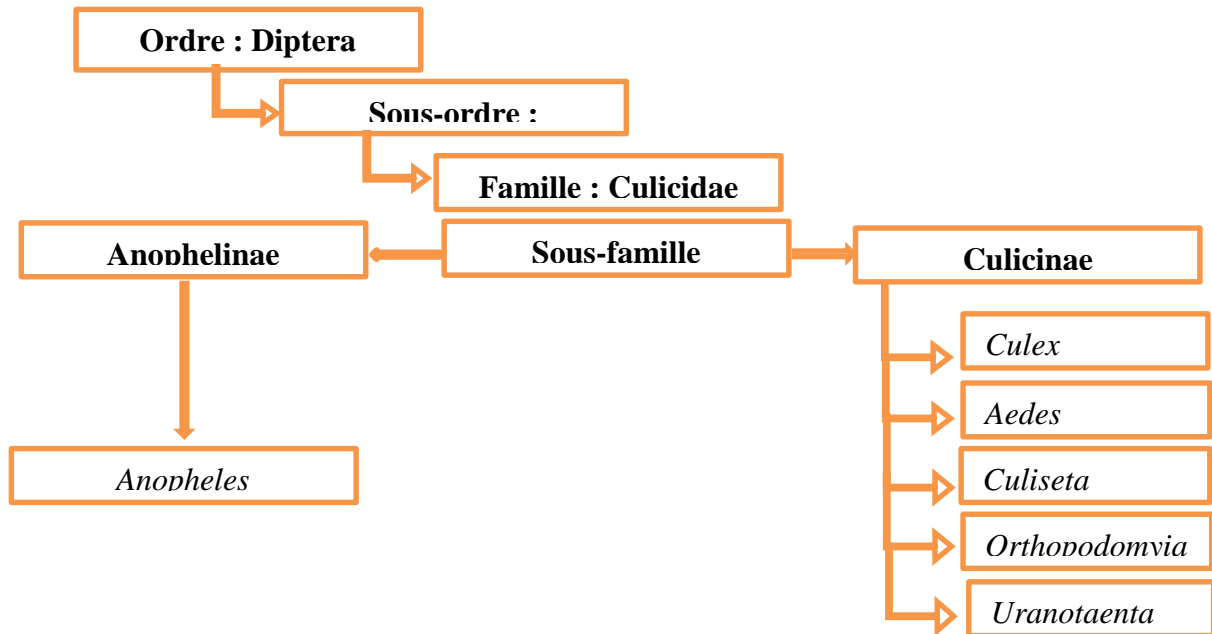 Ordre : Diptera
Sous-ordre :
Famille : Culicidae
Anophelinae
Sous-famille
Culicinae
Culex
Aedes
Anopheles
Culiseta
Orthopodomyia
Uranotaenta